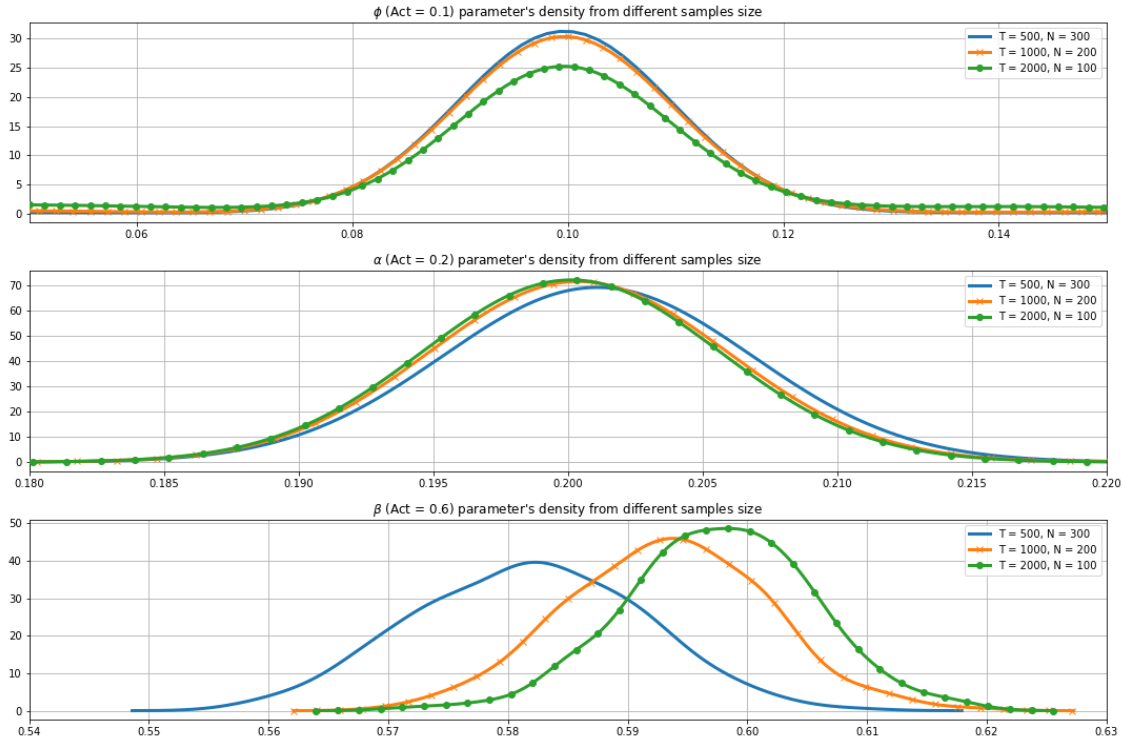 ϕ (Act = 0.1) parameter's density from different samples size
T = 500, N = 300
T = 1000, N = 200
T = 2000, N = 100
30
25
20
15
10
5
0
0.06 0.08 0.10 0.12 0.14
α (Act = 0.2) parameter's density from different samples size
T = 500, N = 300
T = 1000, N = 200
T = 2000, N = 100
70
60
50
40
30
20
10
0
0.180 0.185 0.190 0.195 0.200 0.205 0.210 0.215 0.220
β (Act = 0.6) parameter's density from different samples size
T = 500, N = 300
T = 1000, N = 200
T = 2000, N = 100
50
40
30
20
10
0
0.54 0.55 0.56 0.57 0.58 0.59 0.60 0.61 0.62 0.63